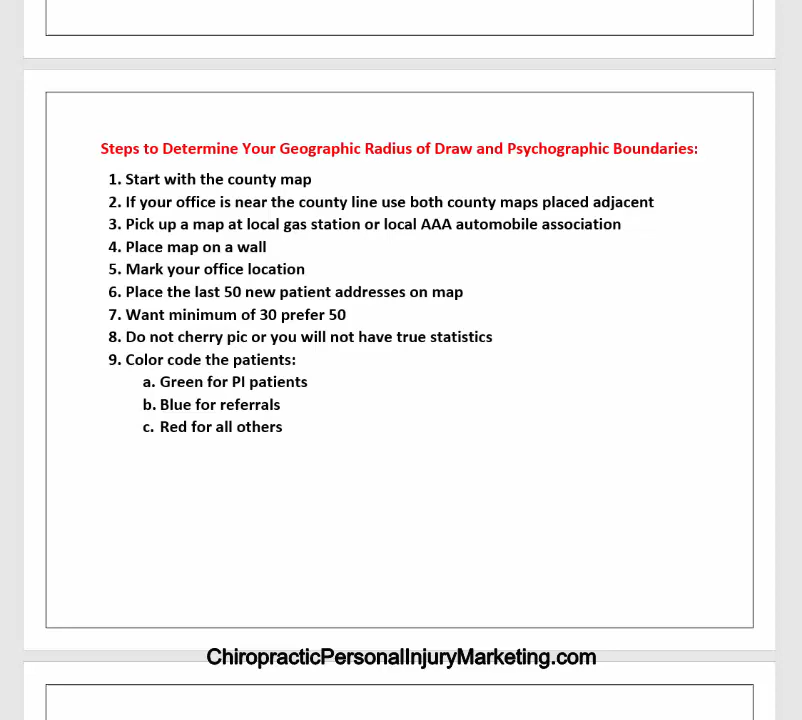 Steps to Determine Your Geographic Radius of Draw and Psychographic Boundaries:
1. Start with the county map
2. If your office is near the county line use both county maps placed adjacent
3. Pick up a map at local gas station or local AAA automobile association
4. Place map on a wall
5. Mark your office location
6. Place the last 50 new patient addresses on map
7. Want minimum of 30 prefer 50
8. Do not cherry pic or you will not have true statistics
9. Color code the patients:
a. Green for PI patients
b. Blue for referrals
c. Red for all others
ChiropracticPersonalInjuryMarketing.com